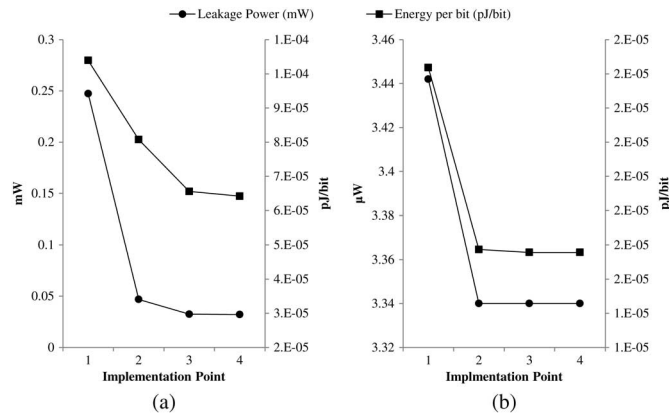 Leakage Power (mW)
Energy per bit (pJ/bit)
0.3
0.25
0.2
0.15
0.1
0.05
0
mW
1.E-04
1.E-04
9.E-05
8.E-05
7.E-05
6.E-05
5.E-05
4.E-05
3.E-05
2.E-05
pJ/bit
1 2 3 4
Implementation Point
(a)
3.46
3.44
3.42
3.4
3.38
3.36
3.34
3.32
µW
2.E-05
2.E-05
2.E-05
2.E-05
2.E-05
2.E-05
2.E-05
2.E-05
1.E-05
1.E-05
pJ/bit
1 2 3 4
Implmentation Point
(b)